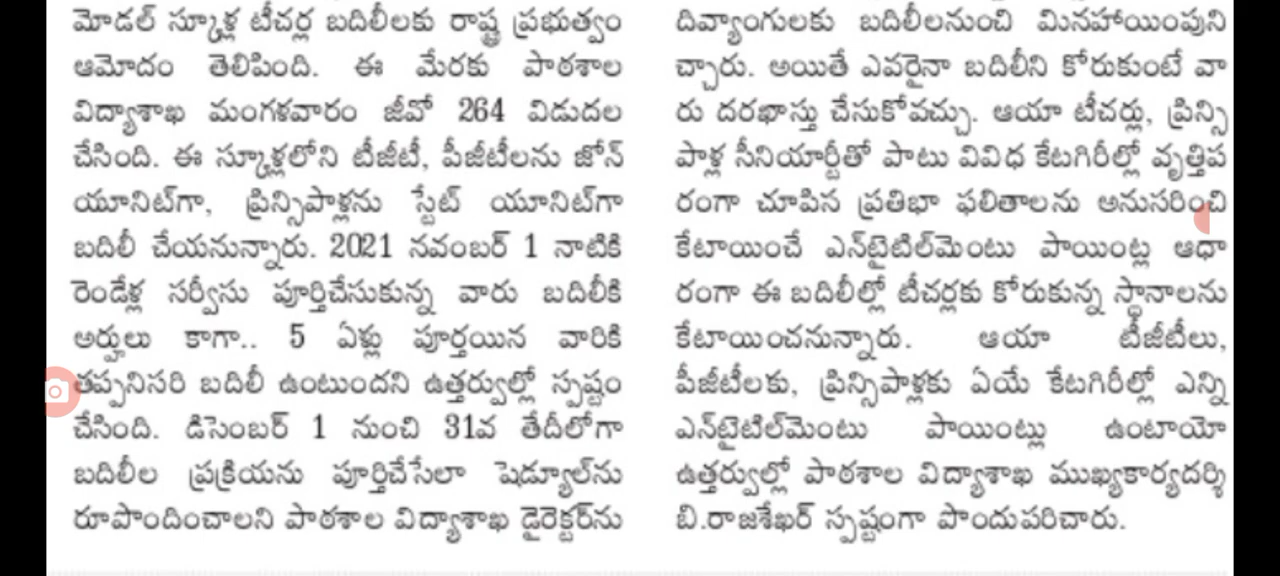 మోడల్ స్కూళ్ల టీచర్ల బదిలీలకు రాష్ట్ర ప్రభుత్వం
ఆమోదం తెలిపింది. ఈ మేరకు పాఠశాల
విద్యాశాఖ మంగళవారం జీవో 264 విడుదల
చేసింది. ఈ స్కూళ్లలోని టీజీటీ, పీజీటీలను జోన్
యూనిట్‌గా, ప్రిన్సిపాళ్లను స్టేట్ యూనిట్‌గా
బదిలీ చేయనున్నారు. 2021 నవంబర్ 1 నాటికి
రెండేళ్ల సర్వీసు పూర్తిచేసుకున్న వారు బదిలీకి
అర్హులు కాగా.. 5 ఏళ్లు పూర్తయిన వారికి
తప్పనిసరి బదిలీ ఉంటుందని ఉత్తర్వుల్లో స్పష్టం
చేసింది. డిసెంబర్ 1 నుంచి 31వ తేదీలోగా
బదిలీల ప్రక్రియను పూర్తిచేసేలా షెడ్యూల్‌ను
రూపొందించాలని పాఠశాల విద్యాశాఖ డైరెక్టర్‌ను
దివ్యాంగులకు బదిలీలనుంచి మినహాయింపుని
చ్చారు. అయితే ఎవరైనా బదిలీని కోరుకుంటే వా
రు దరఖాస్తు చేసుకోవచ్చు. ఆయా టీచర్లు, ప్రిన్సి
పాళ్ల సీనియార్టీతో పాటు వివిధ కేటగిరీల్లో వృత్తిప
రంగా చూపిన ప్రతిభా ఫలితాలను అనుసరించి
కేటాయించే ఎన్‌టైటిల్‌మెంటు పాయింట్ల ఆధా
రంగా ఈ బదిలీల్లో టీచర్లకు కోరుకున్న స్థానాలను
కేటాయించనున్నారు. ఆయా టీజీటీలు,
పీజీటీలకు, ప్రిన్సిపాళ్లకు ఏయే కేటగిరీల్లో ఎన్ని
ఎన్‌టైటిల్‌మెంటు పాయింట్లు ఉంటాయో
ఉత్తర్వుల్లో పాఠశాల విద్యాశాఖ ముఖ్యకార్యదర్శి
బి.రాజశేఖర్ స్పష్టంగా పొందుపరిచారు.